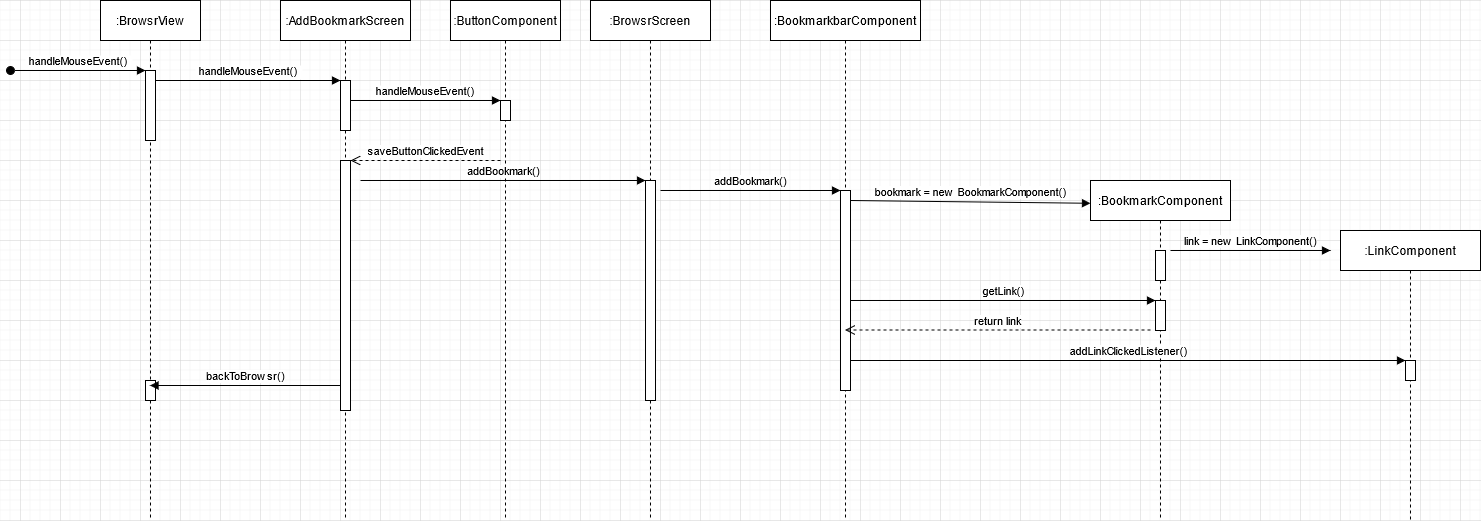 :BrowsrView
:AddBookmarkScreen
:ButtonComponent
:BrowsrScreen
:BookmarkbarComponent
handleMouseEvent()
handleMouseEvent()
handleMouseEvent()
saveButtonClickedEvent
addBookmark()
addBookmark()
bookmark = new BookmarkComponent()
:BookmarkComponent
link = new LinkComponent()
:LinkComponent
getLink()
return link
addLinkClickedListener()
backToBrowsr()